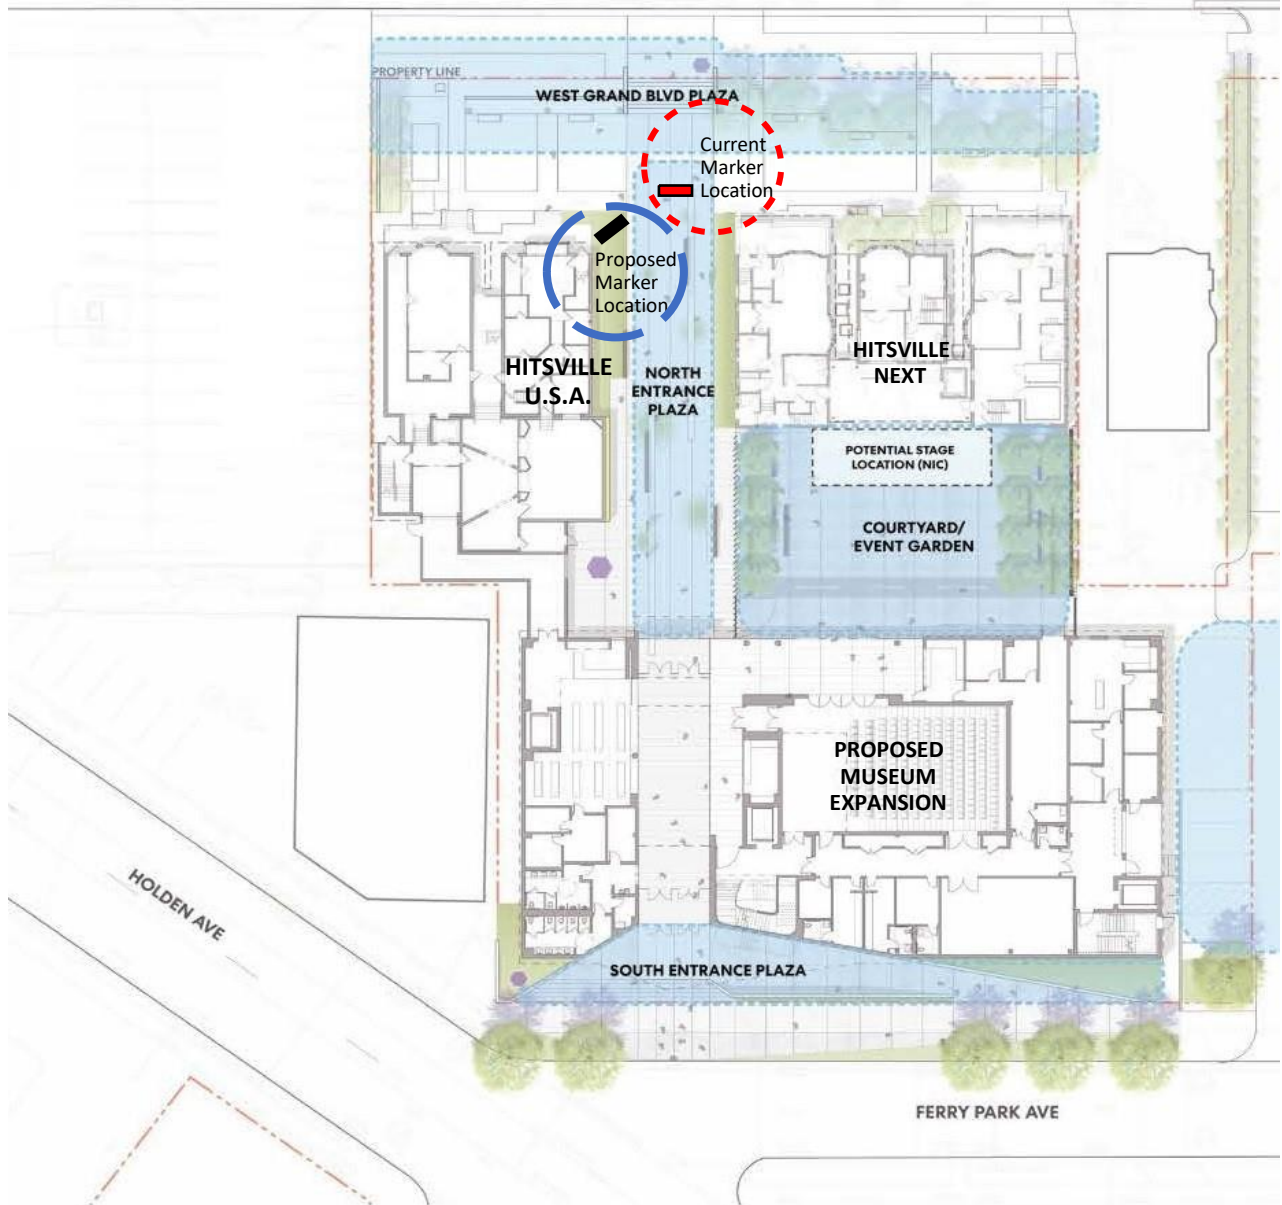 PROPERTY LINE
WEST GRAND BLVD PLAZA
Current
Marker
Location
Proposed
Marker
Location
HITSVILLE
U.S.A.
NORTH
ENTRANCE
PLAZA
HITSVILLE
NEXT
POTENTIAL STAGE
LOCATION (NIC)
COURTYARD/
EVENT GARDEN
PROPOSED
MUSEUM
EXPANSION
HOLDEN AVE
SOUTH ENTRANCE PLAZA
FERRY PARK AVE